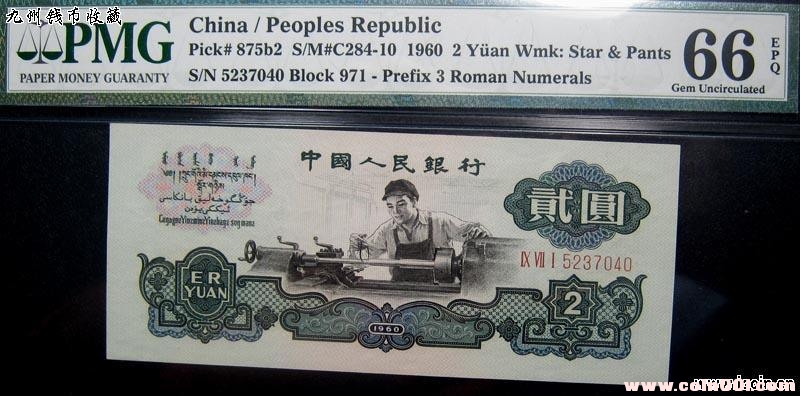 九州钱币收藏
PMG
PAPER MONEY GUARANTY
China / Peoples Republic
Pick# 875b2 S/M#C284-10 1960 2 Yüan Wmk: Star & Pants
S/N 5237040 Block 971 - Prefix 3 Roman Numerals
66 EPQ
Gem Uncirculated
中國人民銀行
貳圓
IX VII I 5237040
ER
YUAN
1960
2